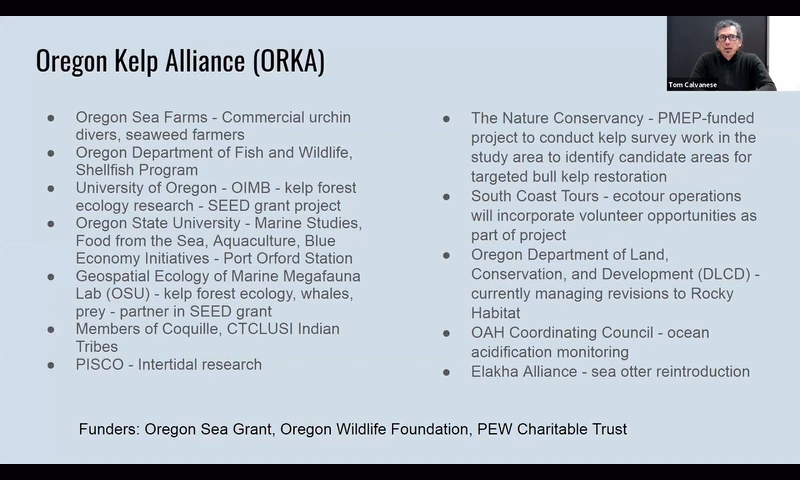 Oregon Kelp Alliance (ORKA)
Tom Calvanese
● Oregon Sea Farms - Commercial urchin
divers, seaweed farmers
● Oregon Department of Fish and Wildlife,
Shellfish Program
● University of Oregon - OIMB - kelp forest
ecology research - SEED grant project
● Oregon State University - Marine Studies,
Food from the Sea, Aquaculture, Blue
Economy Initiatives - Port Orford Station
● Geospatial Ecology of Marine Megafauna
Lab (OSU) - kelp forest ecology, whales,
prey - partner in SEED grant
● Members of Coquille, CTCLUSI Indian
Tribes
● PISCO - Intertidal research
● The Nature Conservancy - PMEP-funded
project to conduct kelp survey work in the
study area to identify candidate areas for
targeted bull kelp restoration
● South Coast Tours - ecotour operations
will incorporate volunteer opportunities as
part of project
● Oregon Department of Land,
Conservation, and Development (DLCD) -
currently managing revisions to Rocky
Habitat
● OAH Coordinating Council - ocean
acidification monitoring
● Elakha Alliance - sea otter reintroduction
Funders: Oregon Sea Grant, Oregon Wildlife Foundation, PEW Charitable Trust